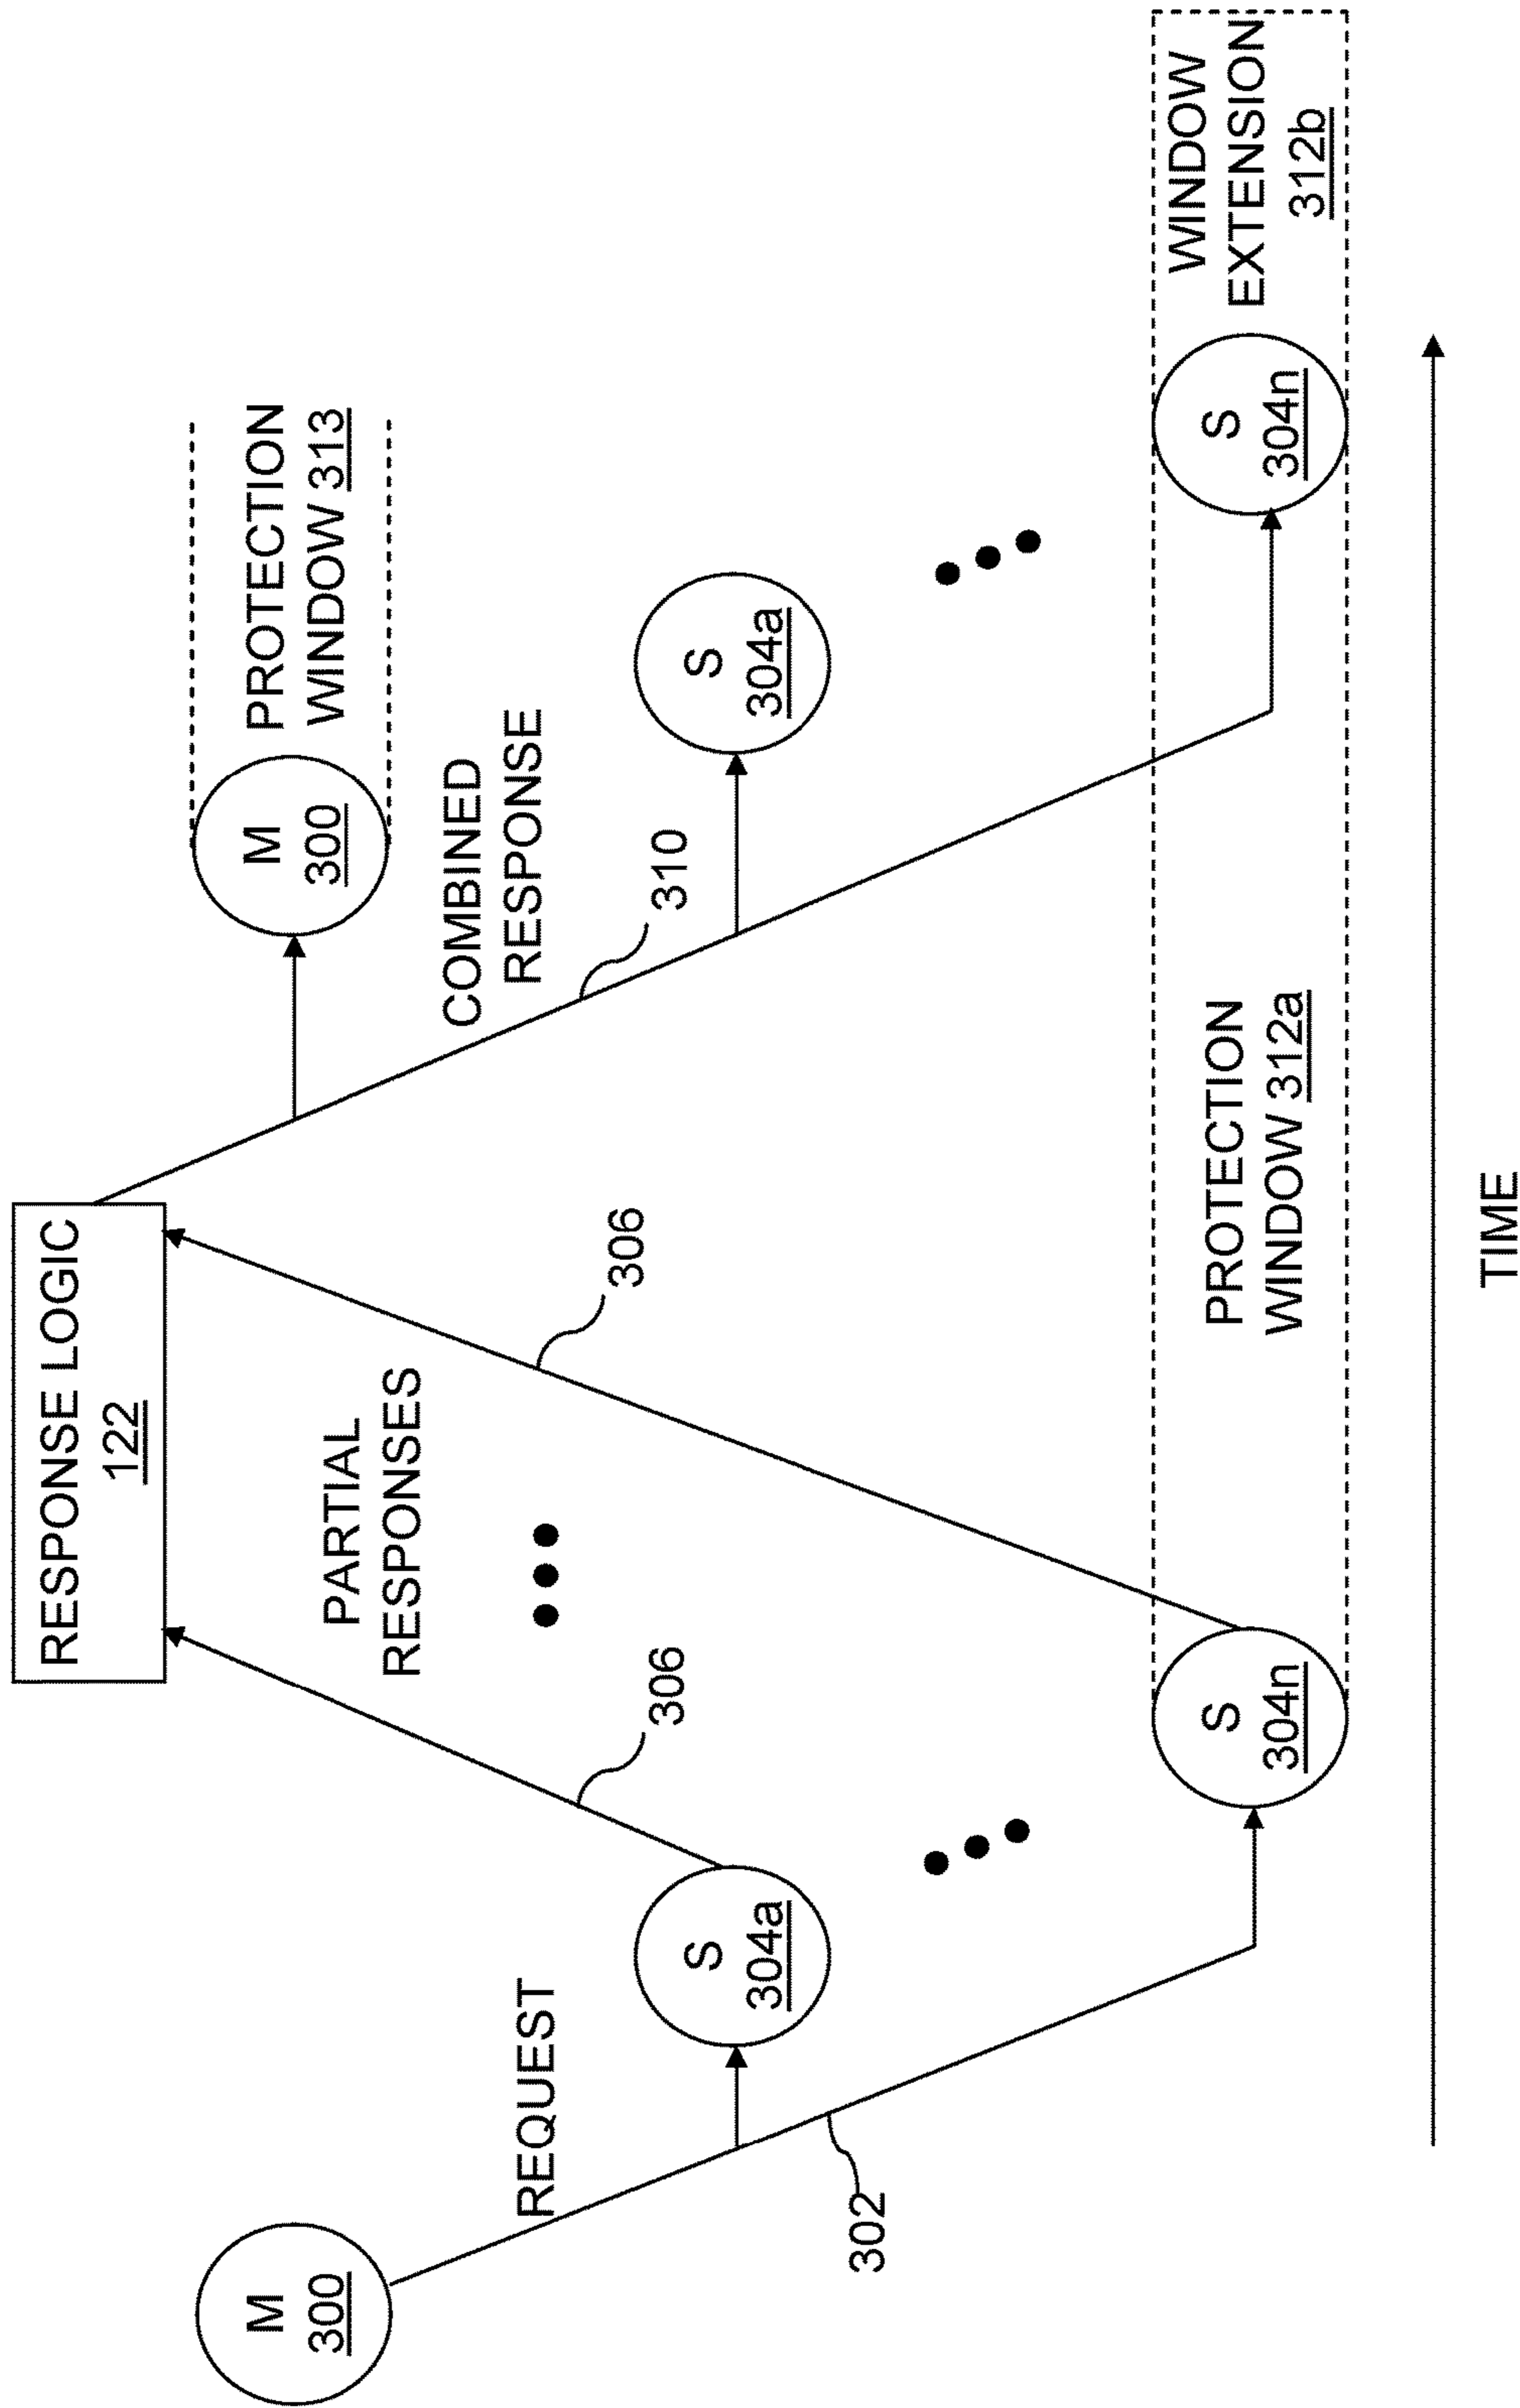 RESPONSE LOGIC
122
M
300
REQUEST
302
S
304a
S
304n
306
PARTIAL
RESPONSES
306
COMBINED
RESPONSE
310
M
300
PROTECTION
WINDOW 313
S
304a
S
304n
PROTECTION
WINDOW 312a
WINDOW
EXTENSION
312b
TIME